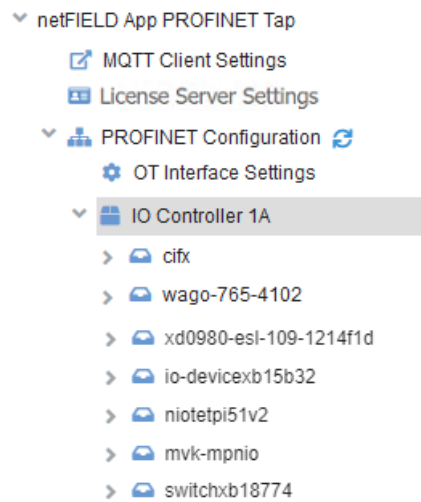 netFIELD App PROFINET Tap
MQTT Client Settings
License Server Settings
PROFINET Configuration
OT Interface Settings
IO Controller 1A
cifx
wago-765-4102
xd0980-esl-109-1214f1d
io-devicexb15b32
niotetpi51v2
mvk-mpnio
switchxb18774